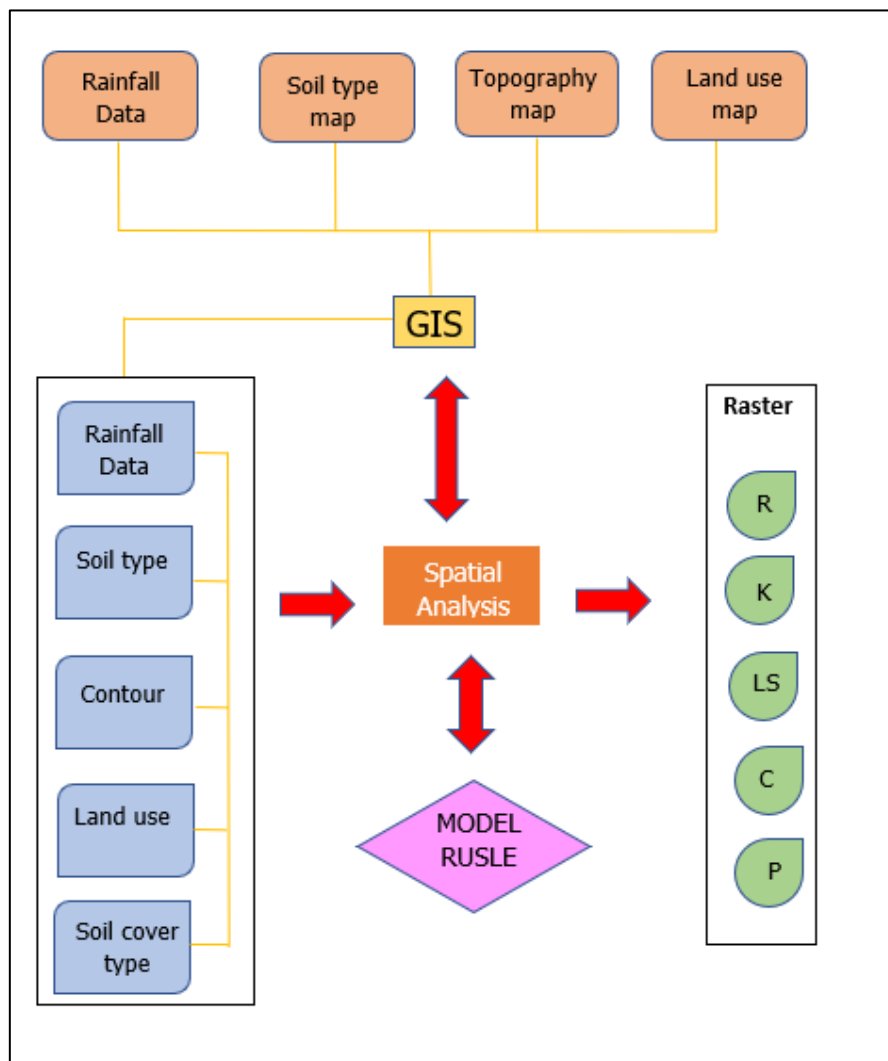 Rainfall
Data
Soil type
map
Topography
map
Land use
map
GIS
Rainfall
Data
Soil type
Contour
Land use
Soil cover
type
Spatial
Analysis
MODEL
RUSLE
Raster
R
K
LS
C
P